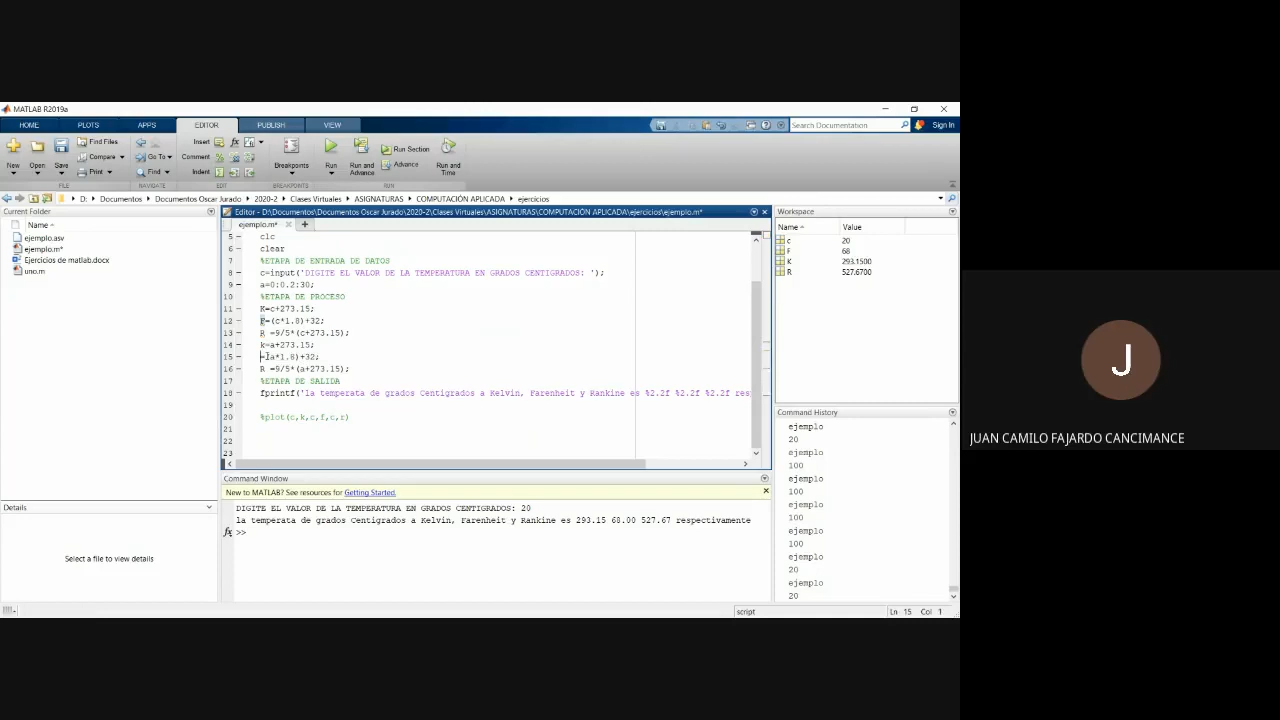 MATLAB R2019a
HOME PLOTS APPS EDITOR PUBLISH VIEW
Search Documentation
Sign In
New Open Save
Find Files
Compare
Print
Go To
Find
Insert
Comment
Indent
Breakpoints
Run
Run and Advance
Run Section
Advance
Run and Time
FILE NAVIGATE EDIT BREAKPOINTS RUN
D: Documentos Documentos Oscar Jurado 2020-2 Clases Virtuales ASIGNATURAS COMPUTACIÓN APLICADA ejercicios
Current Folder
Name
ejemplo.asv
ejemplo.m*
Ejercicios de matlab.docx
uno.m
Details
Select a file to view details
Editor - D:\Documentos\Documentos Oscar Jurado\2020-2\Clases Virtuales\ASIGNATURAS\COMPUTACIÓN APLICADA\ejercicios\ejemplo.m*
ejemplo.m*
5 clc
6 clear
7 %ETAPA DE ENTRADA DE DATOS
8 c=input('DIGITE EL VALOR DE LA TEMPERATURA EN GRADOS CENTIGRADOS: ');
9 a=0:0.2:30;
10 %ETAPA DE PROCESO
11 K=c+273.15;
12 F=(c*1.8)+32;
13 R =9/5*(c+273.15);
14 k=a+273.15;
15 =(a*1.8)+32;
16 R =9/5*(a+273.15);
17 %ETAPA DE SALIDA
18 fprintf('la temperata de grados Centigrados a Kelvin, Farenheit y Rankine es %2.2f %2.2f %2.2f res
19
20 %plot(c,k,c,f,c,r)
21
22
23
Command Window
New to MATLAB? See resources for Getting Started.
DIGITE EL VALOR DE LA TEMPERATURA EN GRADOS CENTIGRADOS: 20
la temperata de grados Centigrados a Kelvin, Farenheit y Rankine es 293.15 68.00 527.67 respectivamente
fx >>
Workspace
Name Value
c 20
F 68
K 293.1500
R 527.6700
Command History
ejemplo
20
ejemplo
100
ejemplo
100
ejemplo
100
ejemplo
100
ejemplo
20
ejemplo
20
script
Ln 15 Col 1
J
JUAN CAMILO FAJARDO CANCIMANCE